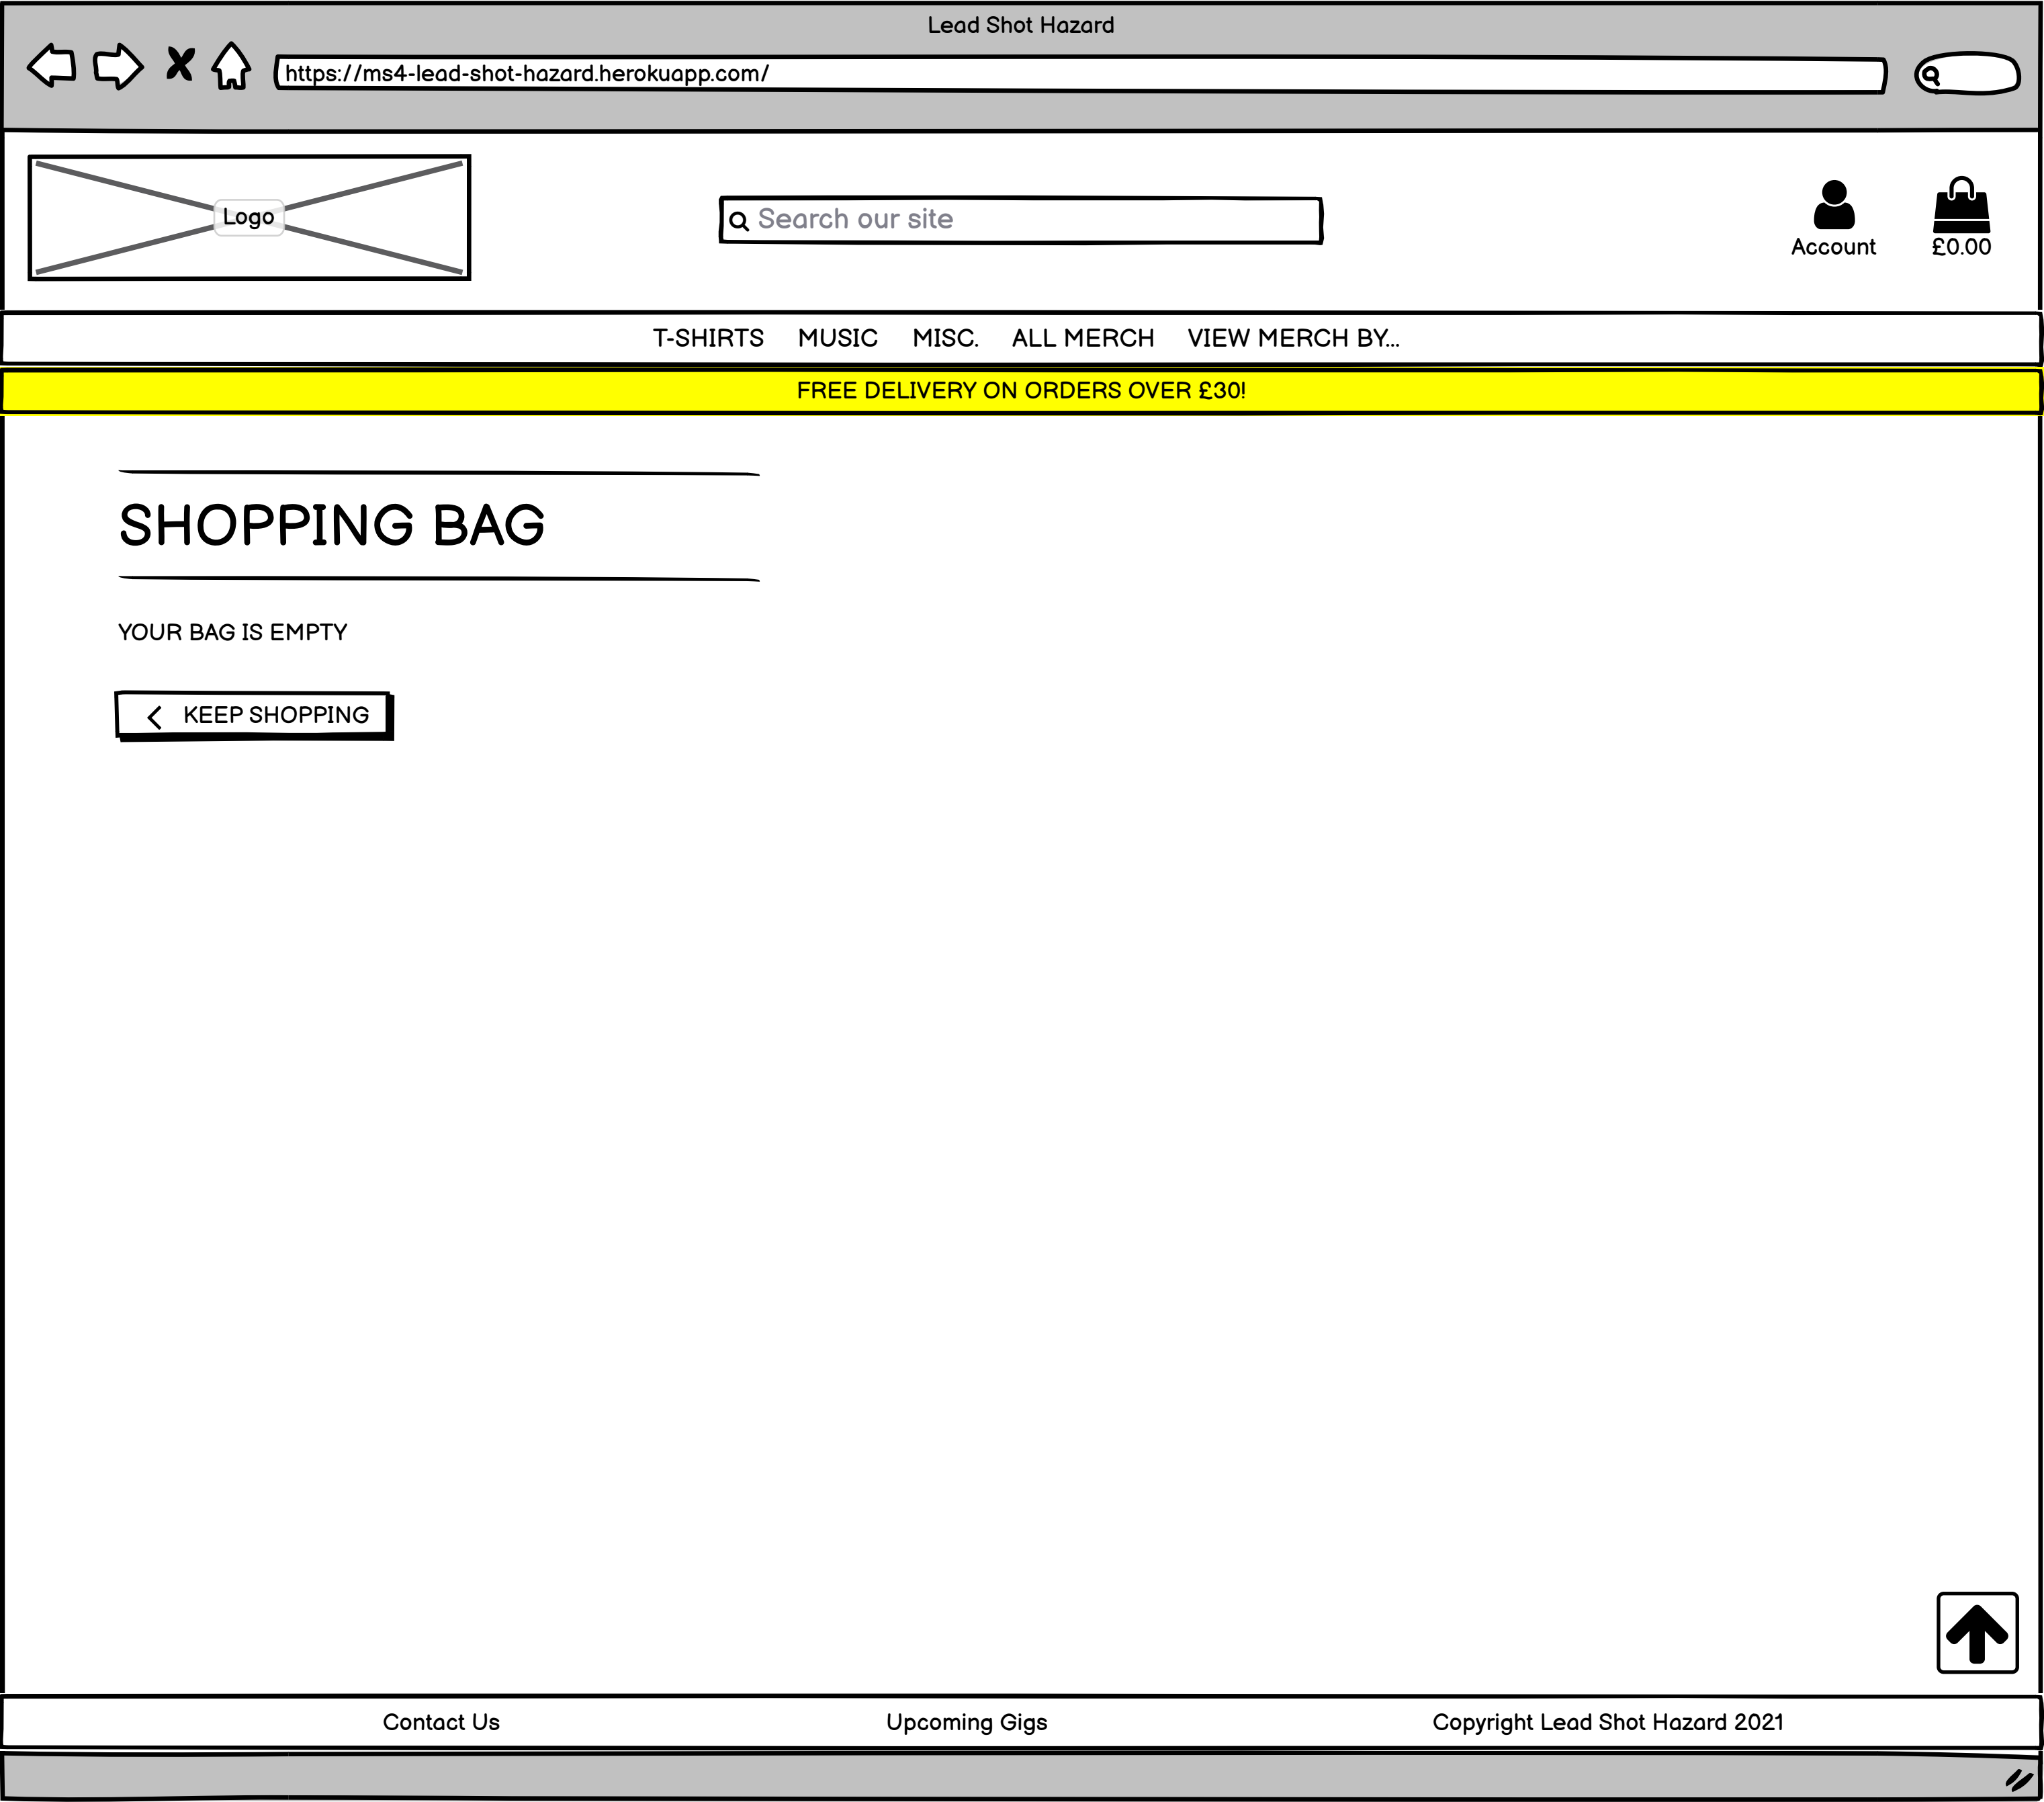 Lead Shot Hazard
https://ms4-lead-shot-hazard.herokuapp.com/
Logo
Search our site
Account
£0.00
T-SHIRTS MUSIC MISC. ALL MERCH VIEW MERCH BY...
FREE DELIVERY ON ORDERS OVER £30!
SHOPPING BAG
YOUR BAG IS EMPTY
KEEP SHOPPING
Contact Us Upcoming Gigs Copyright Lead Shot Hazard 2021